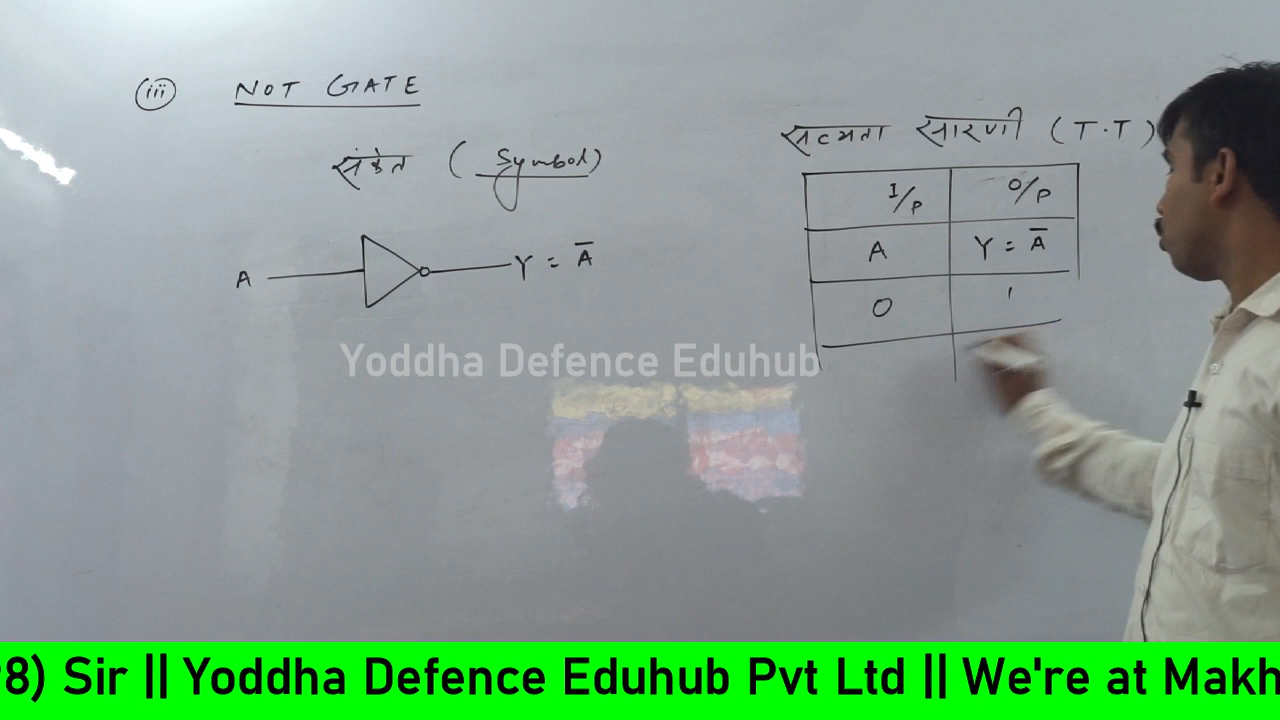 (iii) NOT GATE
संकेत (Symbol)
A Y = A̅
सत्यता सारणी (T.T)
I/P O/P
A Y = A̅
0 1
Yoddha Defence Eduhub
8) Sir || Yoddha Defence Eduhub Pvt Ltd || We're at Makh